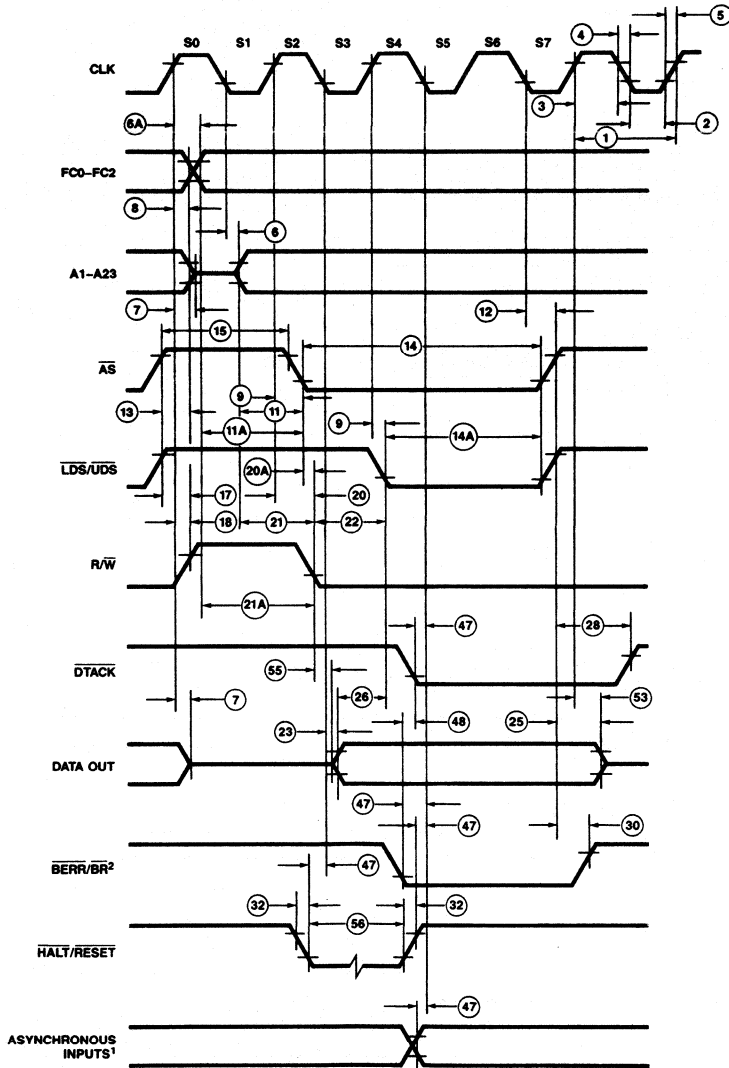 S0 S1 S2 S3 S4 S5 S6 S7
5
4
CLK
3
2
1
6A
FC0–FC2
8
6
A1–A23
7
12
15
14
AS
9
13
11
9
11A
14A
LDS/UDS
20A
17
20
18
21
22
R/W
21A
47
28
DTACK
55
7
26
53
23
48
25
DATA OUT
47
47
30
BERR/BR2
47
32
56
32
HALT/RESET
47
ASYNCHRONOUS
INPUTS1